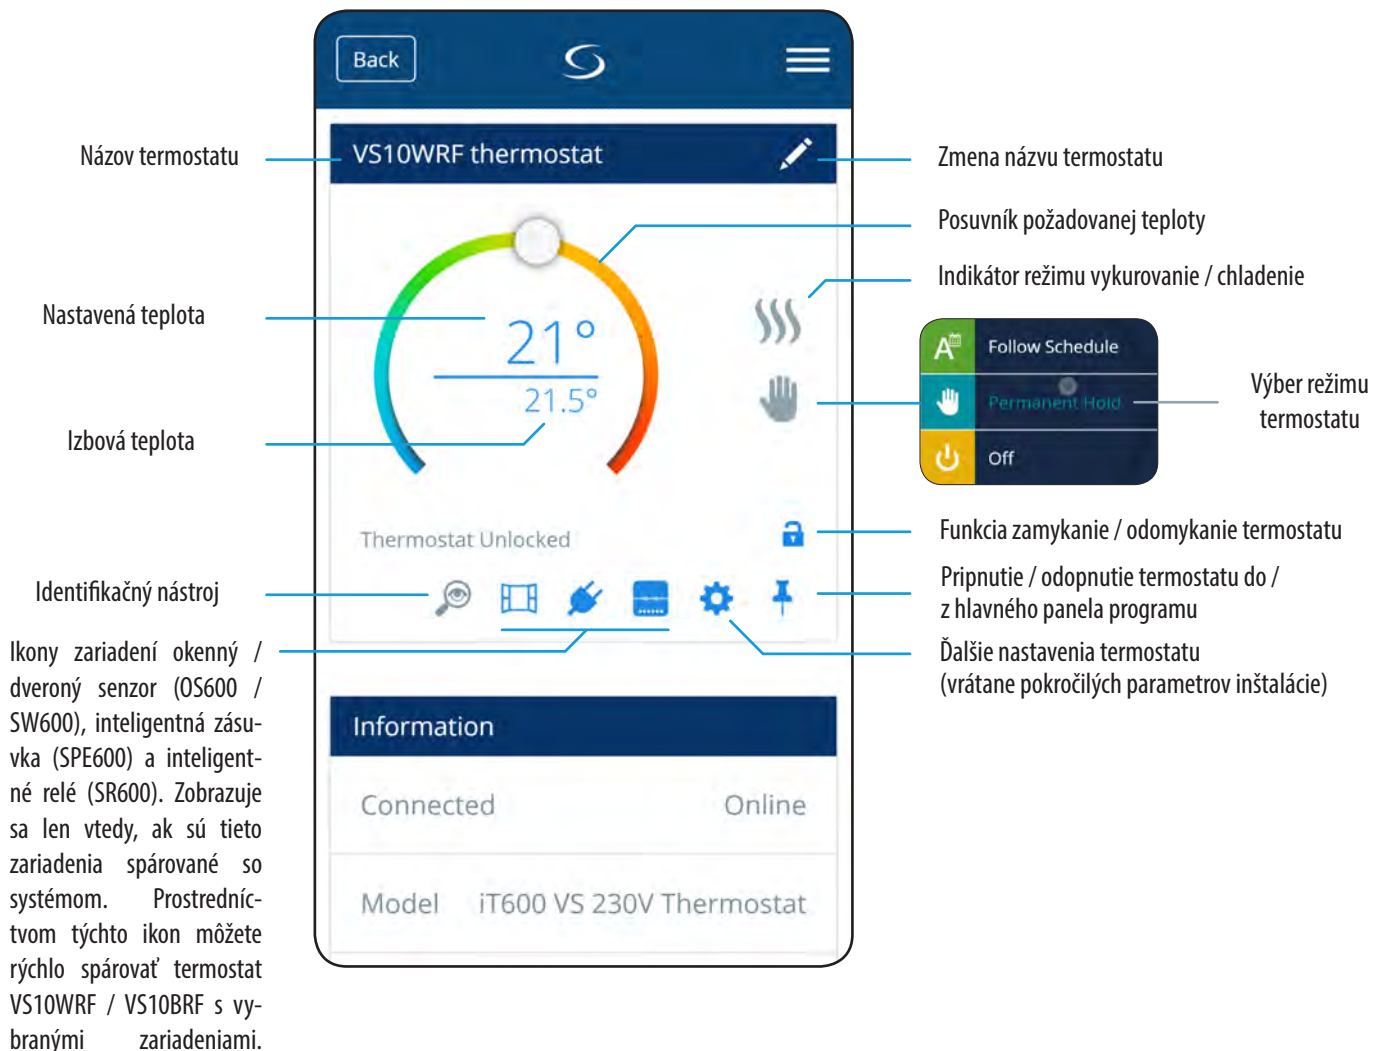 Back
VS10WRF thermostat
Názov termostatu
Zmena názvu termostatu
Posuvník požadovanej teploty
Indikátor režimu vykurovanie / chladenie
Nastavená teplota
21°
21.5°
Izbová teplota
A
Follow Schedule
Permanent Hold
Off
Výber režimu
termostatu
Thermostat Unlocked
Funkcia zamykanie / odomykanie termostatu
Identifikačný nástroj
Pripnutie / odopnutie termostatu do /
z hlavného panela programu
Ďalšie nastavenia termostatu
(vrátane pokročilých parametrov inštalácie)
Ikony zariadení okenný /
dveroný senzor (OS600 /
SW600), inteligentná zásu-
vka (SPE600) a inteligent-
né relé (SR600). Zobrazuje
sa len vtedy, ak sú tieto
zariadenia spárované so
systémom. Prostredníc-
tvom týchto ikon môžete
rýchlo spárovať termostat
VS10WRF / VS10BRF s vy-
branými zariadeniami.
Information
Connected Online
Model iT600 VS 230V Thermostat